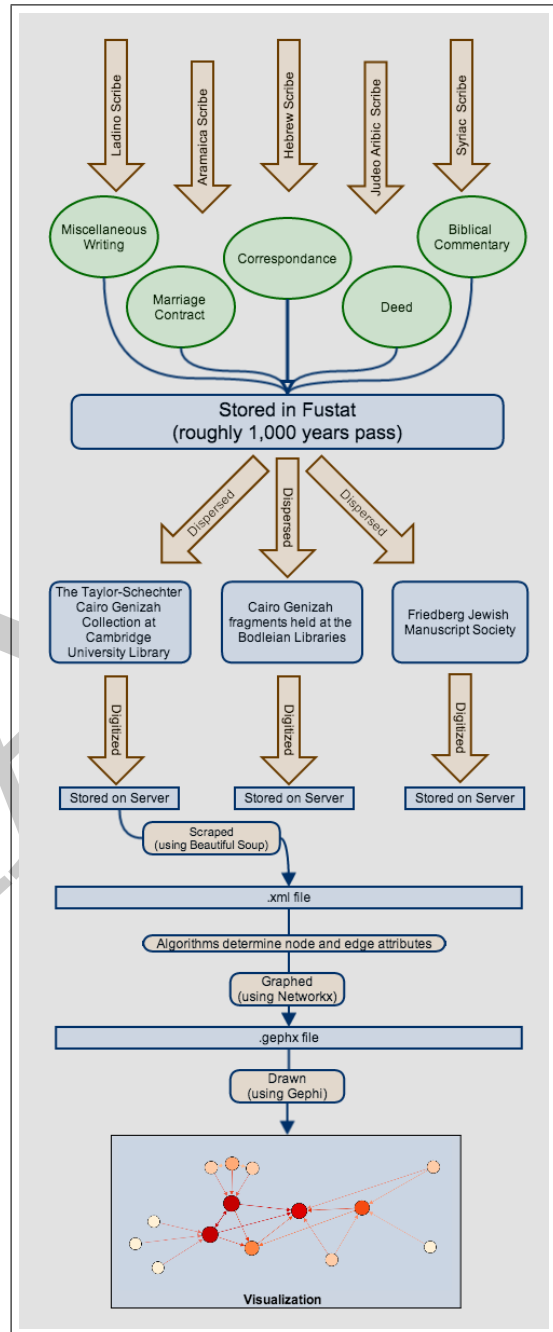 Ladino Scribe
Aramaica Scribe
Hebrew Scribe
Judeo Aribic Scribe
Syriac Scribe
Miscellaneous
Writing
Marriage
Contract
Correspondance
Deed
Biblical
Commentary
Stored in Fustat
(roughly 1,000 years pass)
Dispersed
Dispersed
Dispersed
The Taylor-Schechter
Cairo Genizah
Collection at
Cambridge
University Library
Cairo Genizah
fragments held at the
Bodleian Libraries
Friedberg Jewish
Manuscript Society
Digitized
Digitized
Digitized
Stored on Server
Stored on Server
Stored on Server
Scraped
(using Beautiful Soup)
.xml file
Algorithms determine node and edge attributes
Graphed
(using Networkx)
.gephx file
Drawn
(using Gephi)
Visualization